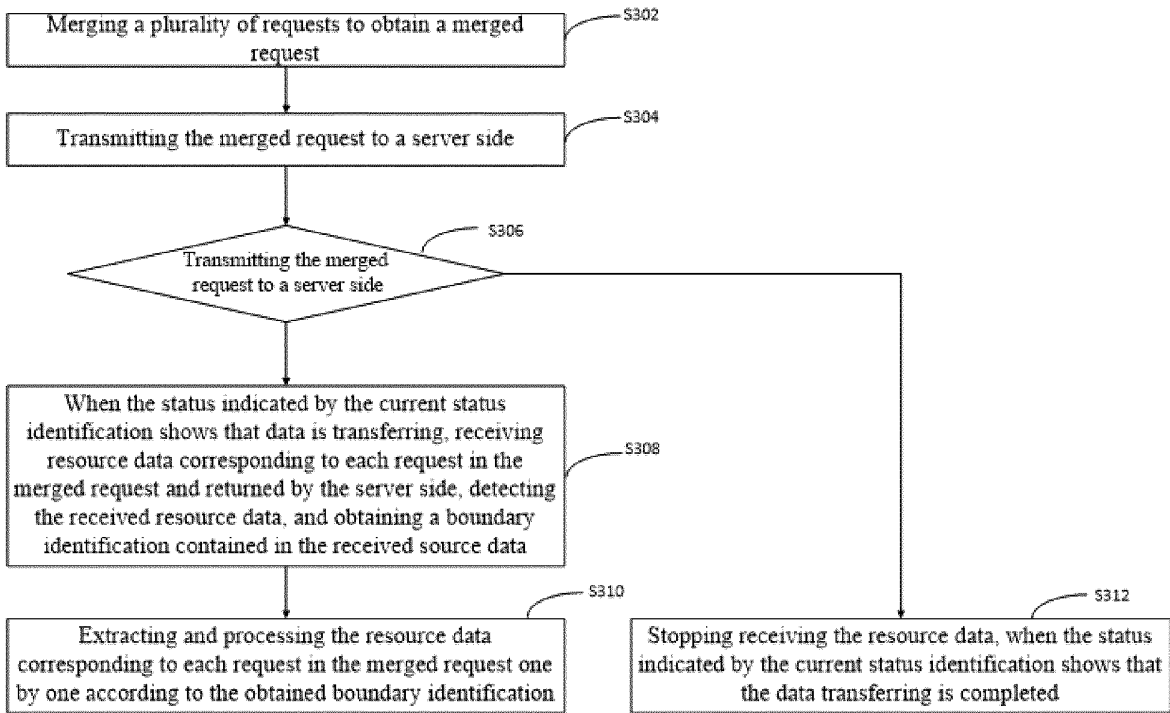 Merging a plurality of requests to obtain a merged
request
S302
Transmitting the merged request to a server side
S304
Transmitting the merged
request to a server side
S306
When the status indicated by the current status
identification shows that data is transferring, receiving
resource data corresponding to each request in the
merged request and returned by the server side, detecting
the received resource data, and obtaining a boundary
identification contained in the received source data
S308
Extracting and processing the resource data
corresponding to each request in the merged request one
by one according to the obtained boundary identification
S310
Stopping receiving the resource data, when the status
indicated by the current status identification shows that
the data transferring is completed
S312